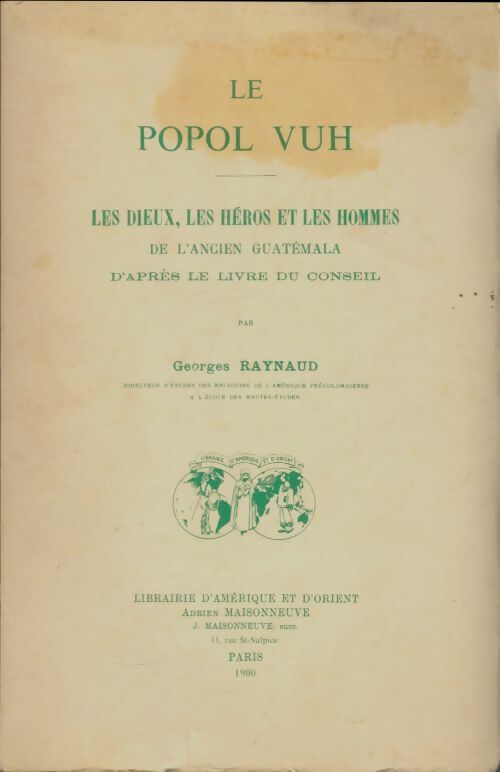 LE
POPOL VUH
LES DIEUX, LES HÉROS ET LES HOMMES
DE L'ANCIEN GUATÉMALA
D'APRÈS LE LIVRE DU CONSEIL
PAR
Georges RAYNAUD
DIRECTEUR D'ÉTUDES DES RELIGIONS DE L'AMÉRIQUE PRÉCOLOMBIENNE
A L'ÉCOLE DES HAUTES-ÉTUDES
LIBRAIRIE D'AMÉRIQUE ET D'ORIENT
LIBRAIRIE D'AMÉRIQUE ET D'ORIENT
ADRIEN MAISONNEUVE
J. MAISONNEUVE, succ.
11, rue St-Sulpice
PARIS
1980